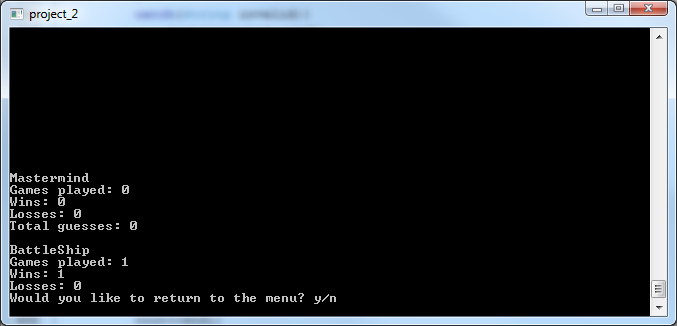 project_2
Mastermind
Games played: 0
Wins: 0
Losses: 0
Total guesses: 0
BattleShip
Games played: 1
Wins: 1
Losses: 0
Would you like to return to the menu? y/n